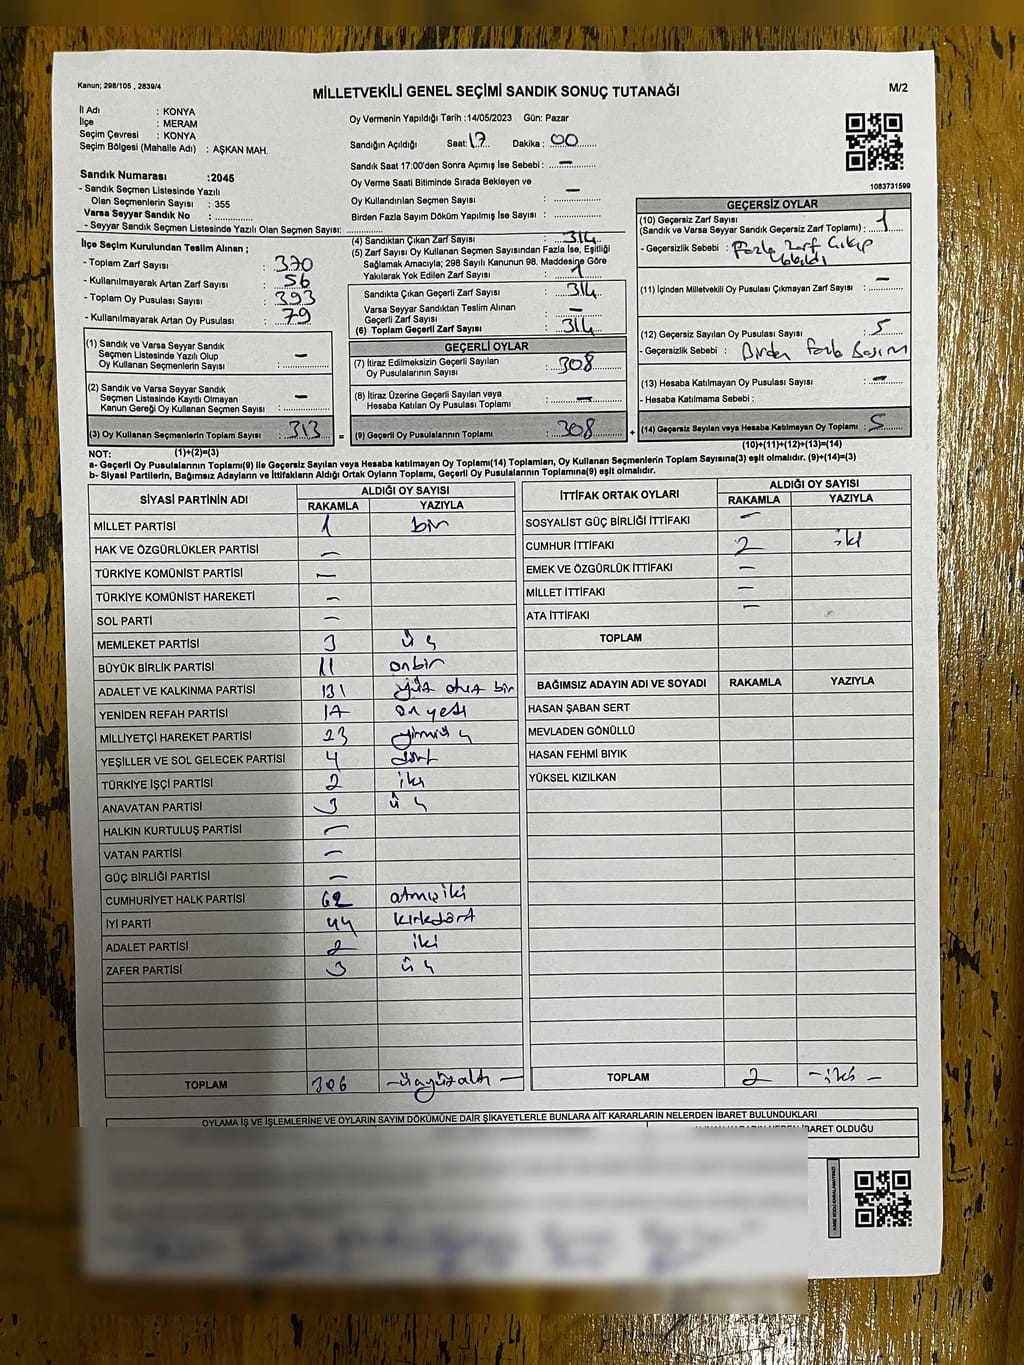 Kanun; 298/105 , 2839/4
MİLLETVEKİLİ GENEL SEÇİMİ SANDIK SONUÇ TUTANAĞI
M/2
İl Adı : KONYA
İlçe : MERAM
Seçim Çevresi : KONYA
Seçim Bölgesi (Mahalle Adı) : AŞKAN MAH.
Oy Vermenin Yapıldığı Tarih :14/05/2023 Gün: Pazar
Sandığın Açıldığı Saat: 17 Dakika : 00
Sandık Saat 17:00'den Sonra Açımış İse Sebebi : —
Oy Verme Saati Bitiminde Sırada Bekleyen ve
Oy Kullandırılan Seçmen Sayısı : —
Birden Fazla Sayım Döküm Yapılmış İse Sayısı :
1083731599
Sandık Numarası :2045
- Sandık Seçmen Listesinde Yazılı
Olan Seçmenlerin Sayısı : 355
Varsa Seyyar Sandık No :
- Seyyar Sandık Seçmen Listesinde Yazılı Olan Seçmen Sayısı:
İlçe Seçim Kurulundan Teslim Alınan ;
- Toplam Zarf Sayısı : 370
- Kullanılmayarak Artan Zarf Sayısı : 56
- Toplam Oy Pusulası Sayısı : 393
- Kullanılmayarak Artan Oy Pusulası : 79
(1) Sandık ve Varsa Seyyar Sandık
Seçmen Listesinde Yazılı Olup
Oy Kullanan Seçmenlerin Sayısı : —
(2) Sandık ve Varsa Seyyar Sandık
Seçmen Listesinde Kayıtlı Olmayan
Kanun Gereği Oy Kullanan Seçmen Sayısı : —
(3) Oy Kullanan Seçmenlerin Toplam Sayısı : 313
(1)+(2)=(3)
(4) Sandıktan Çıkan Zarf Sayısı : 314
(5) Zarf Sayısı Oy Kullanan Seçmen Sayısından Fazla İse, Eşitliği
Sağlamak Amacıyla; 298 Sayılı Kanunun 98. Maddesine Göre
Yakılarak Yok Edilen Zarf Sayısı : 1
Sandıkta Çıkan Geçerli Zarf Sayısı : 314
Varsa Seyyar Sandıktan Teslim Alınan
Geçerli Zarf Sayısı : —
(6) Toplam Geçerli Zarf Sayısı : 314
GEÇERLİ OYLAR
(7) İtiraz Edilmeksizin Geçerli Sayılan
Oy Pusulalarının Sayısı : 308
(8) İtiraz Üzerine Geçerli Sayılan veya
Hesaba Katılan Oy Pusulası Toplamı : —
= (9) Geçerli Oy Pusulalarının Toplamı : 308 +
GEÇERSİZ OYLAR
(10) Geçersiz Zarf Sayısı
(Sandık ve Varsa Seyyar Sandık Geçersiz Zarf Toplamı) : 1
- Geçersizlik Sebebi : Fazla Zarf Çıkıp
(11) İçinden Milletvekili Oy Pusulası Çıkmayan Zarf Sayısı : —
(12) Geçersiz Sayılan Oy Pusulası Sayısı : 5
- Geçersizlik Sebebi : Birden Fazla Basım
(13) Hesaba Katılmayan Oy Pusulası Sayısı : —
- Hesaba Katılmama Sebebi :
(14) Geçersiz Sayılan veya Hesaba Katılmayan Oy Toplamı : 5
(10)+(11)+(12)+(13)=(14)
NOT:
a- Geçerli Oy Pusulalarının Toplamı(9) ile Geçersiz Sayılan veya Hesaba katılmayan Oy Toplamı(14) Toplamları, Oy Kullanan Seçmenlerin Toplam Sayısına(3) eşit olmalıdır. (9)+(14)=(3)
b- Siyasi Partilerin, Bağımsız Adayların ve İttifakların Aldığı Ortak Oyların Toplamı, Geçerli Oy Pusulalarının Toplamına(9) eşit olmalıdır.
SİYASİ PARTİNİN ADI ALDIĞI OY SAYISI
RAKAMLA YAZIYLA
MİLLET PARTİSİ 1 bir
HAK VE ÖZGÜRLÜKLER PARTİSİ —
TÜRKİYE KOMÜNİST PARTİSİ —
TÜRKİYE KOMÜNİST HAREKETİ —
SOL PARTİ —
MEMLEKET PARTİSİ 3 üç
BÜYÜK BİRLİK PARTİSİ 11 onbir
ADALET VE KALKINMA PARTİSİ 131 yüz otuz bir
YENİDEN REFAH PARTİSİ 17 on yedi
MİLLİYETÇİ HAREKET PARTİSİ 23 yirmiüç
YEŞİLLER VE SOL GELECEK PARTİSİ 4 dört
TÜRKİYE İŞÇİ PARTİSİ 2 iki
ANAVATAN PARTİSİ 3 üç
HALKIN KURTULUŞ PARTİSİ —
VATAN PARTİSİ —
GÜÇ BİRLİĞİ PARTİSİ —
CUMHURİYET HALK PARTİSİ 62 atmışiki
İYİ PARTİ 44 kırkdört
ADALET PARTİSİ 2 iki
ZAFER PARTİSİ 3 üç
TOPLAM 306 —üçyüzaltı—
İTTİFAK ORTAK OYLARI ALDIĞI OY SAYISI
RAKAMLA YAZIYLA
SOSYALİST GÜÇ BİRLİĞİ İTTİFAKI —
CUMHUR İTTİFAKI 2 iki
EMEK VE ÖZGÜRLÜK İTTİFAKI —
MİLLET İTTİFAKI —
ATA İTTİFAKI —
TOPLAM
BAĞIMSIZ ADAYIN ADI VE SOYADI RAKAMLA YAZIYLA
HASAN ŞABAN SERT
MEVLADEN GÖNÜLLÜ
HASAN FEHMİ BIYIK
YÜKSEL KIZILKAN
TOPLAM 2 —iki—
OYLAMA İŞ VE İŞLEMLERİNE VE OYLARIN SAYIM DÖKÜMÜNE DAİR ŞİKAYETLERLE BUNLARA AİT KARARLARIN NELERDEN İBARET BULUNDUKLARI
İBARET OLDUĞU